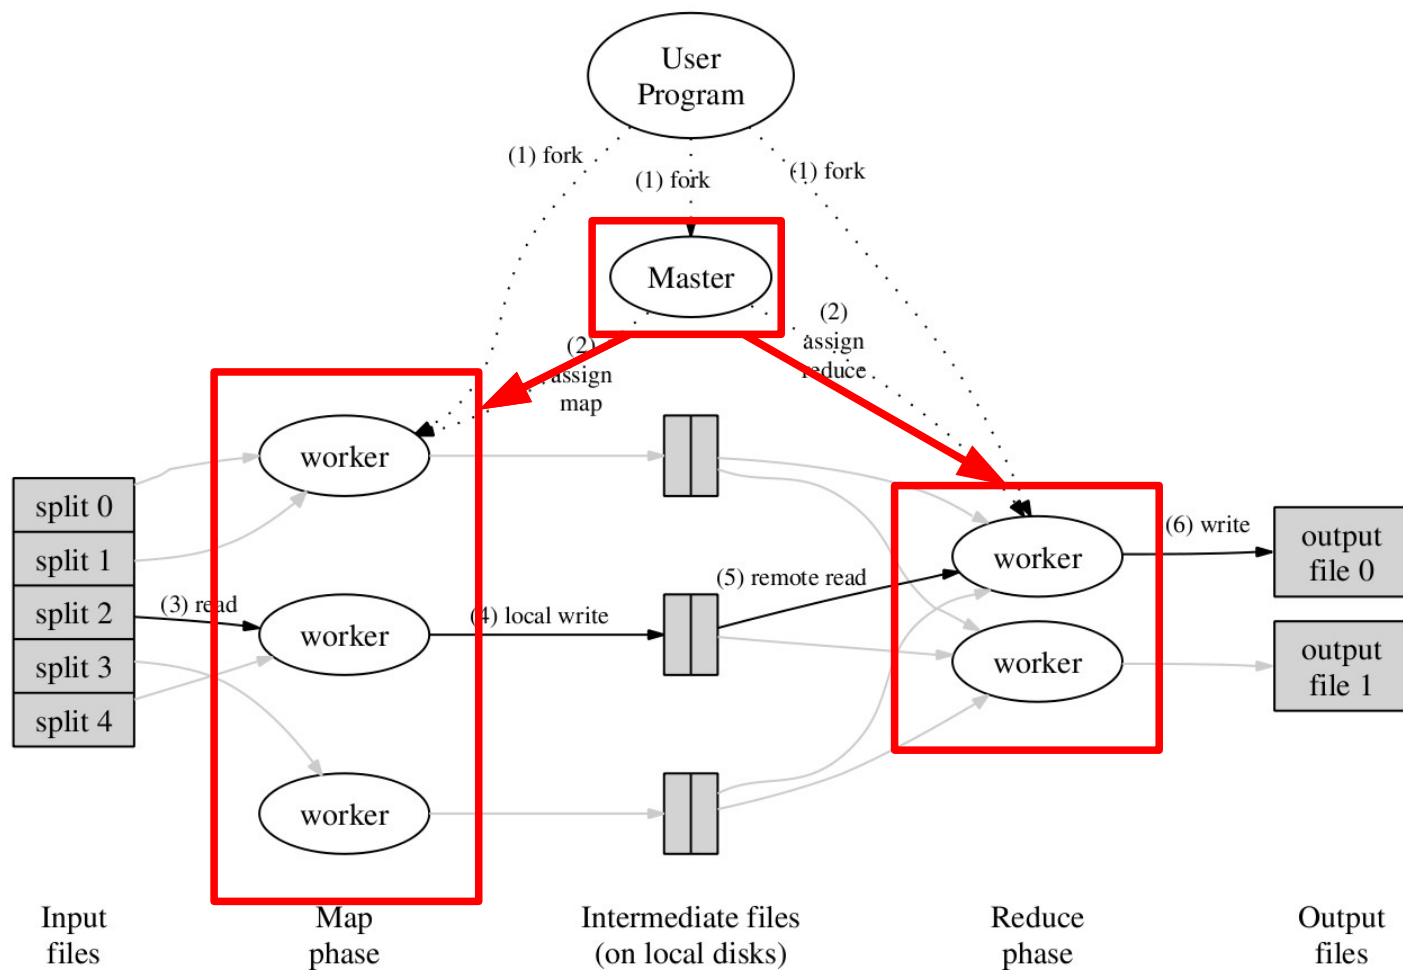 User
Program
(1) fork
(1) fork
(1) fork
Master
(2)
assign
map
(2)
assign
reduce
split 0
split 1
split 2
split 3
split 4
(3) read
worker
worker
worker
(4) local write
(5) remote read
worker
worker
(6) write
output
file 0
output
file 1
Input
files
Map
phase
Intermediate files
(on local disks)
Reduce
phase
Output
files